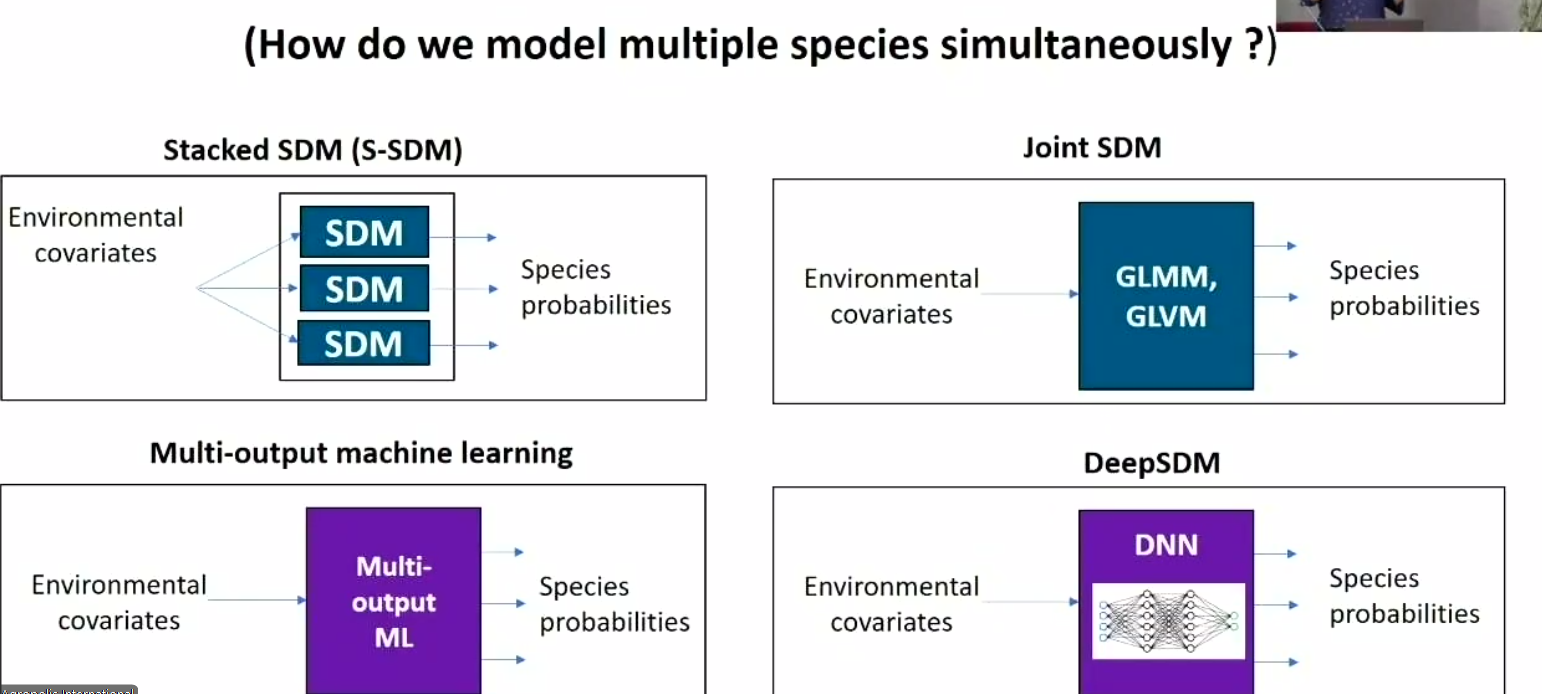 (How do we model multiple species simultaneously ?)
Stacked SDM (S-SDM)
Environmental
covariates
SDM
SDM
SDM
Species
probabilities
Joint SDM
Environmental
covariates
GLMM,
GLVM
Species
probabilities
Multi-output machine learning
Environmental
covariates
Multi-
output
ML
Species
probabilities
DeepSDM
Environmental
covariates
DNN
Species
probabilities
Agropolis International